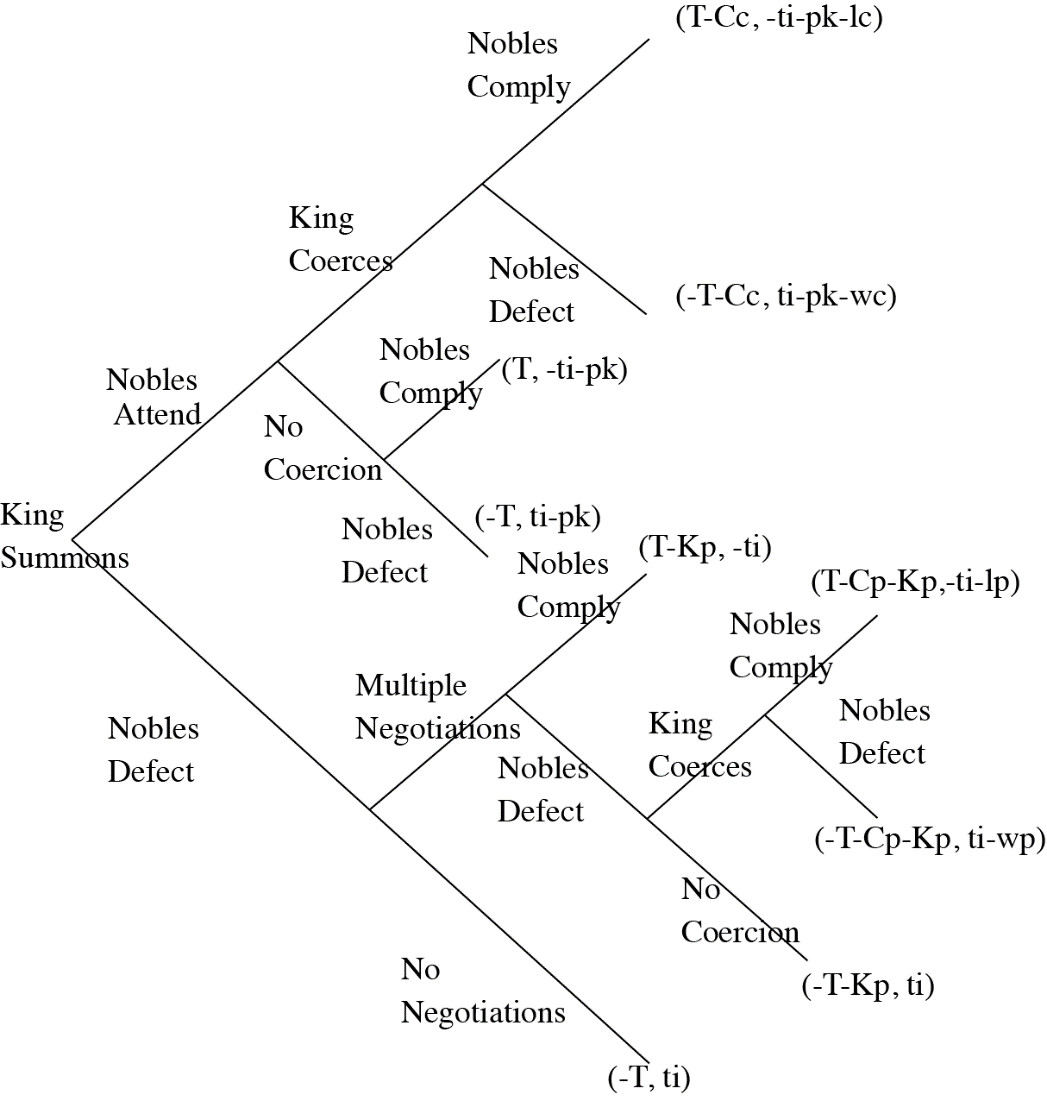 (T-Cc, -ti-pk-lc)
Nobles
Comply
King
Coerces
Nobles
Defect
(-T-Cc, ti-pk-wc)
Nobles
Comply
(T, -ti-pk)
Nobles
Attend
No
Coercion
King
Summons
Nobles
Defect
(-T, ti-pk)
Nobles
Comply
(T-Kp, -ti)
(T-Cp-Kp,-ti-lp)
Nobles
Comply
Multiple
Negotiations
Nobles
Defect
King
Coerces
Nobles
Defect
Nobles
Defect
(-T-Cp-Kp, ti-wp)
No
Coercion
(-T-Kp, ti)
No
Negotiations
(-T, ti)